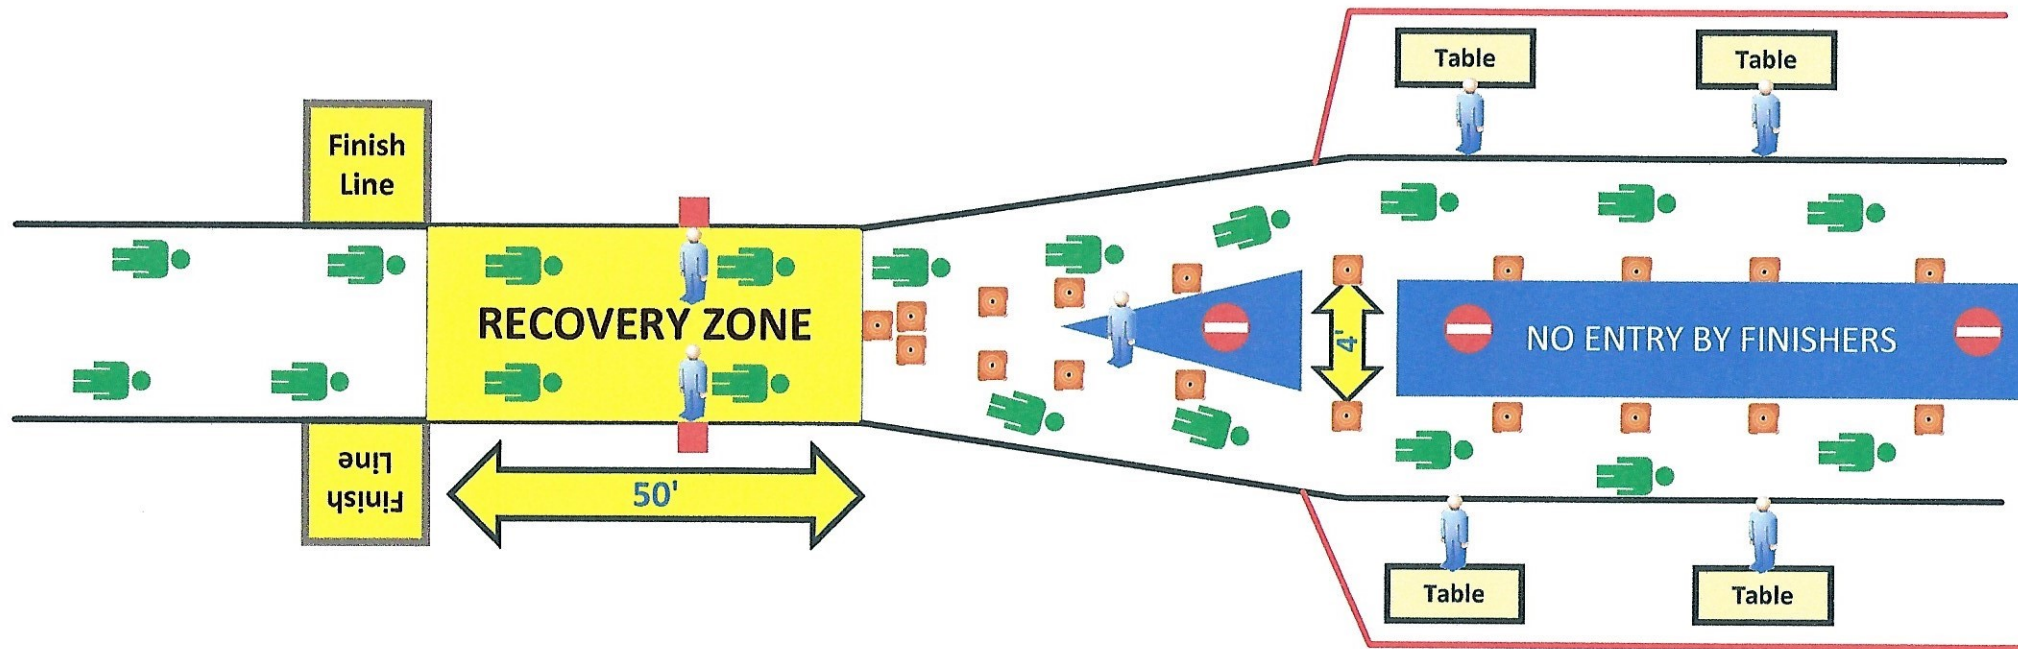 Table
Table
Finish
Line
RECOVERY ZONE
4'
NO ENTRY BY FINISHERS
50'
Finish
Line
Table
Table